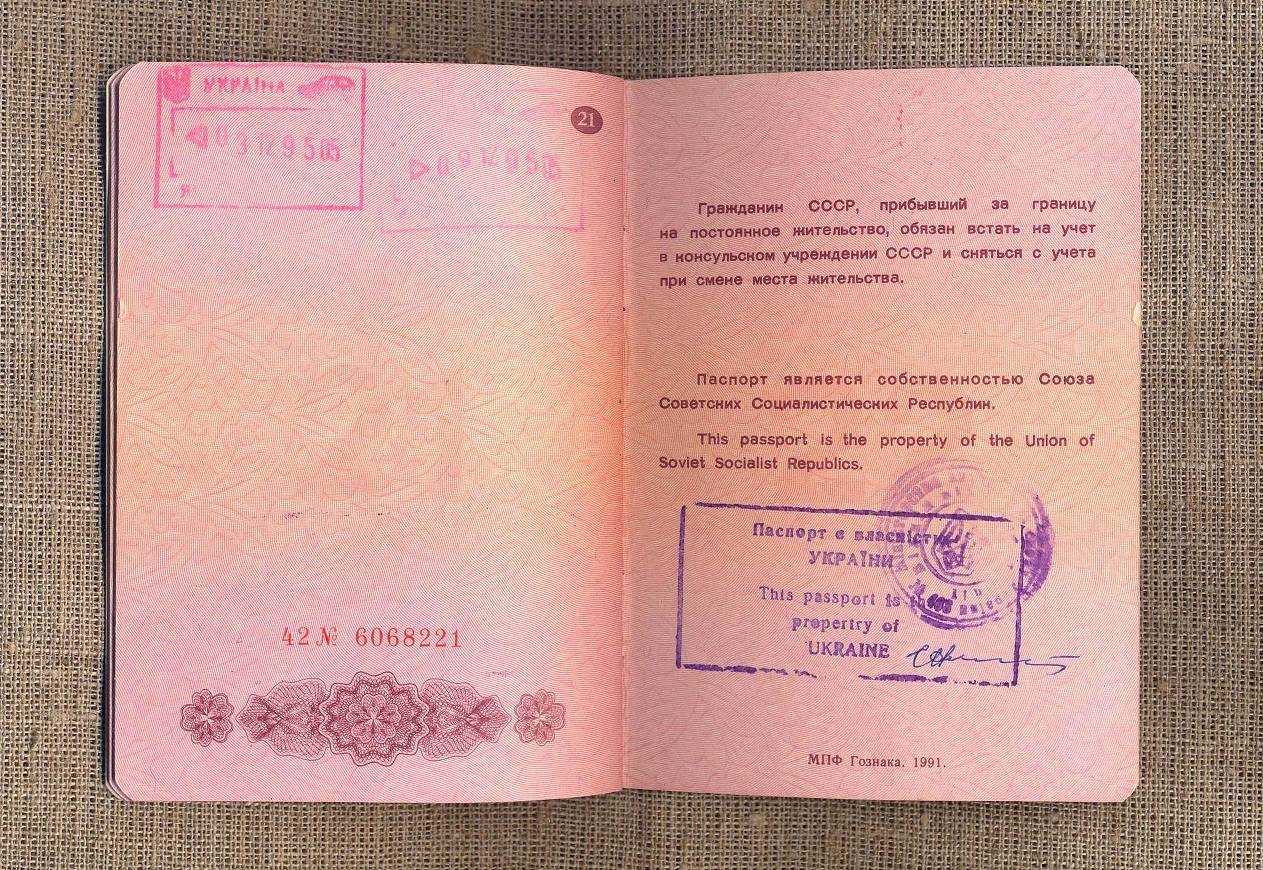 УКРАЇНА
21
03 12 95 05
09 12 95 05
42 № 6068221
Гражданин СССР, прибывший за границу
на постоянное жительство, обязан встать на учет
в консульском учреждении СССР и сняться с учета
при смене места жительства.
Паспорт является собственностью Союза
Советских Социалистических Республик.
This passport is the property of the Union of
Soviet Socialist Republics.
Паспорт є власністю
УКРАЇНИ
This passport is the
propertry of
UKRAINE
МПФ Гознака. 1991.